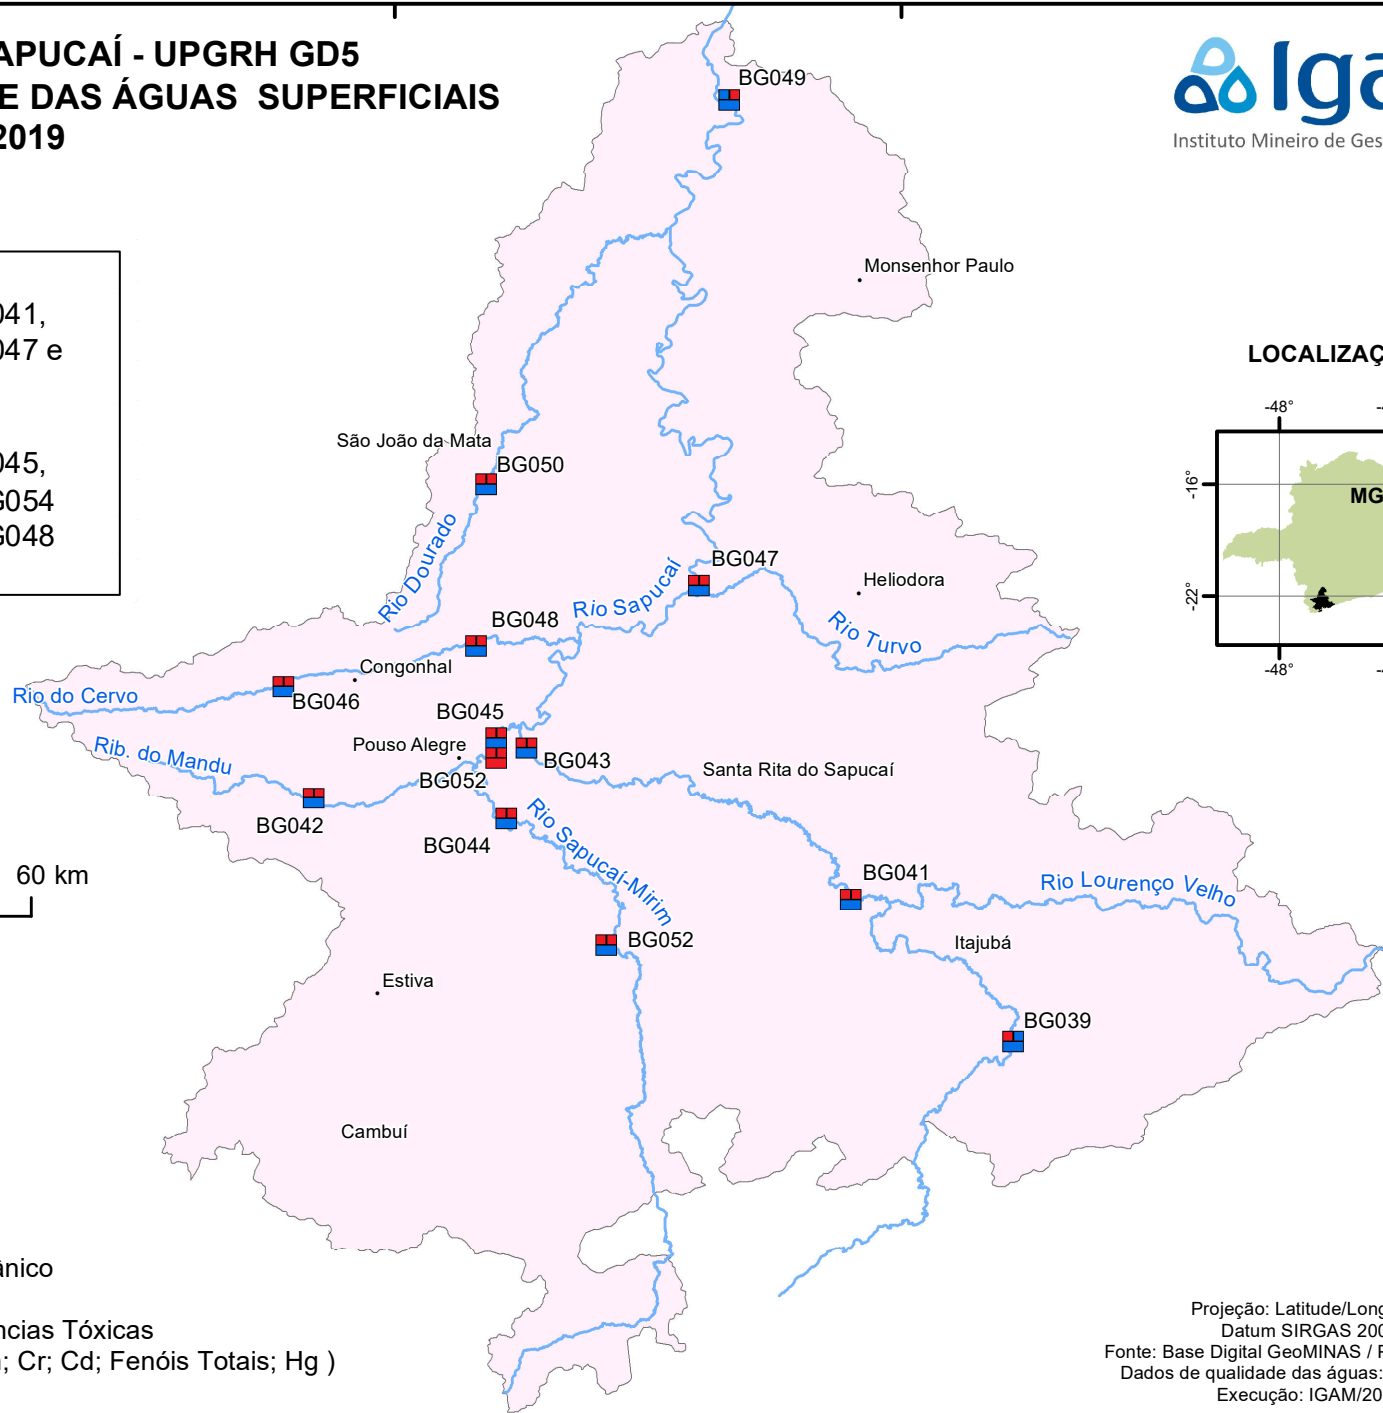 APUCAÍ - UPGRH GD5
E DAS ÁGUAS SUPERFICIAIS
2019
Iga
Instituto Mineiro de Ges
041,
047 e
045,
G054
G048
BG049
Monsenhor Paulo
LOCALIZAÇ
-48°
-16°
MG
-22°
-48°
São João da Mata
BG050
Rio Dourado
BG047
Rio Sapucaí
Heliodora
Rio Turvo
BG048
Congonhal
Rio do Cervo
BG046
BG045
Rib. do Mandu
Pouso Alegre
BG043
BG052
Santa Rita do Sapucaí
BG042
BG044
Rio Sapucaí-Mirim
60 km
BG041
Rio Lourenço Velho
BG052
Itajubá
Estiva
BG039
Cambuí
ânico
ncias Tóxicas
; Cr; Cd; Fenóis Totais; Hg )
Projeção: Latitude/Long
Datum SIRGAS 200
Fonte: Base Digital GeoMINAS / P
Dados de qualidade das águas:
Execução: IGAM/20